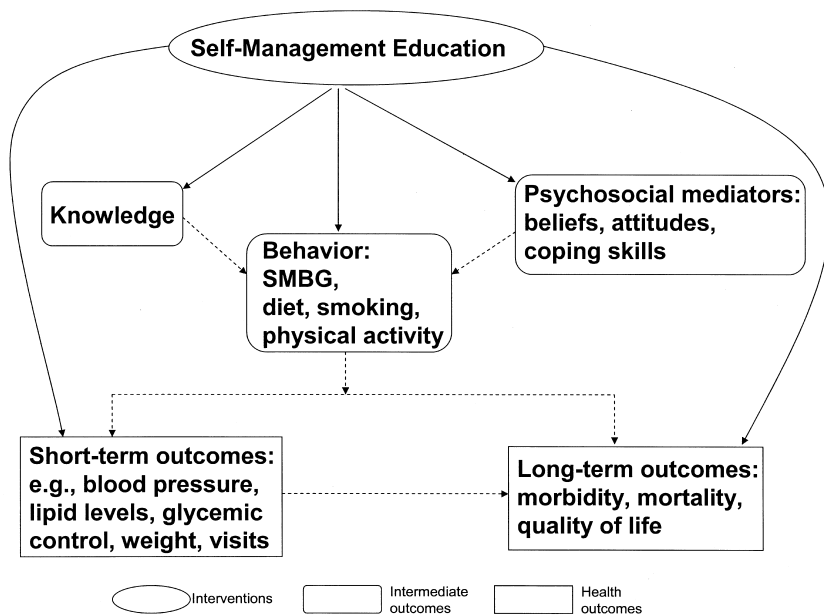 Self-Management Education
Knowledge
Psychosocial mediators:
beliefs, attitudes,
coping skills
Behavior:
SMBG,
diet, smoking,
physical activity
Short-term outcomes:
e.g., blood pressure,
lipid levels, glycemic
control, weight, visits
Long-term outcomes:
morbidity, mortality,
quality of life
Interventions
Intermediate
outcomes
Health
outcomes